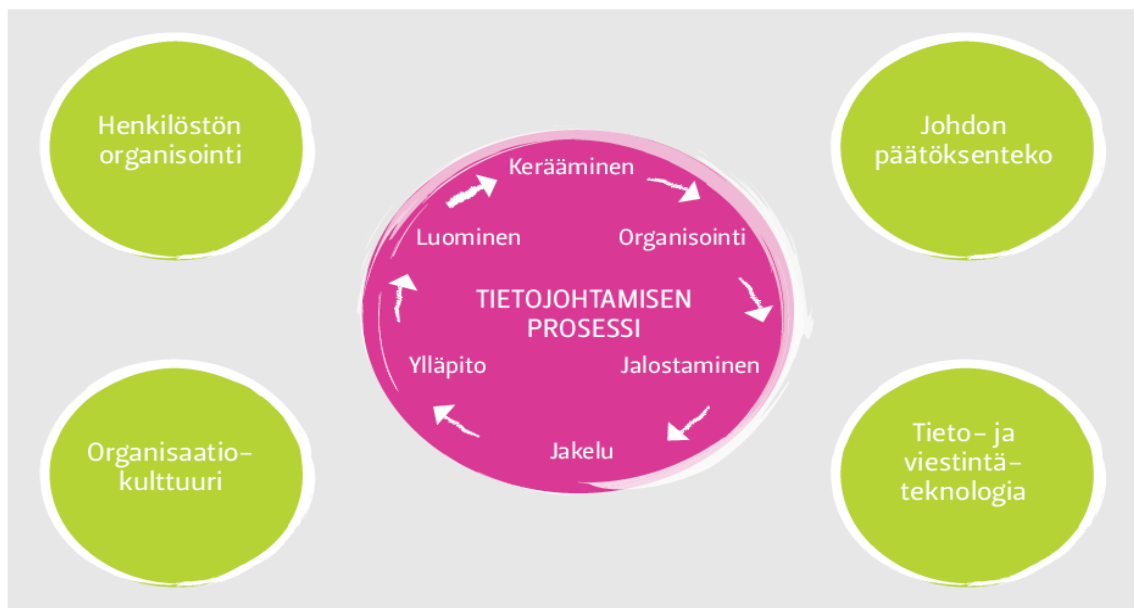 Henkilöstön
organisointi
Johdon
päätöksenteko
Kerääminen
Luominen
Organisointi
TIETOJOHTAMISEN
PROSESSI
Ylläpito
Jalostaminen
Jakelu
Organisaatio-
kulttuuri
Tieto- ja
viestintä-
teknologia